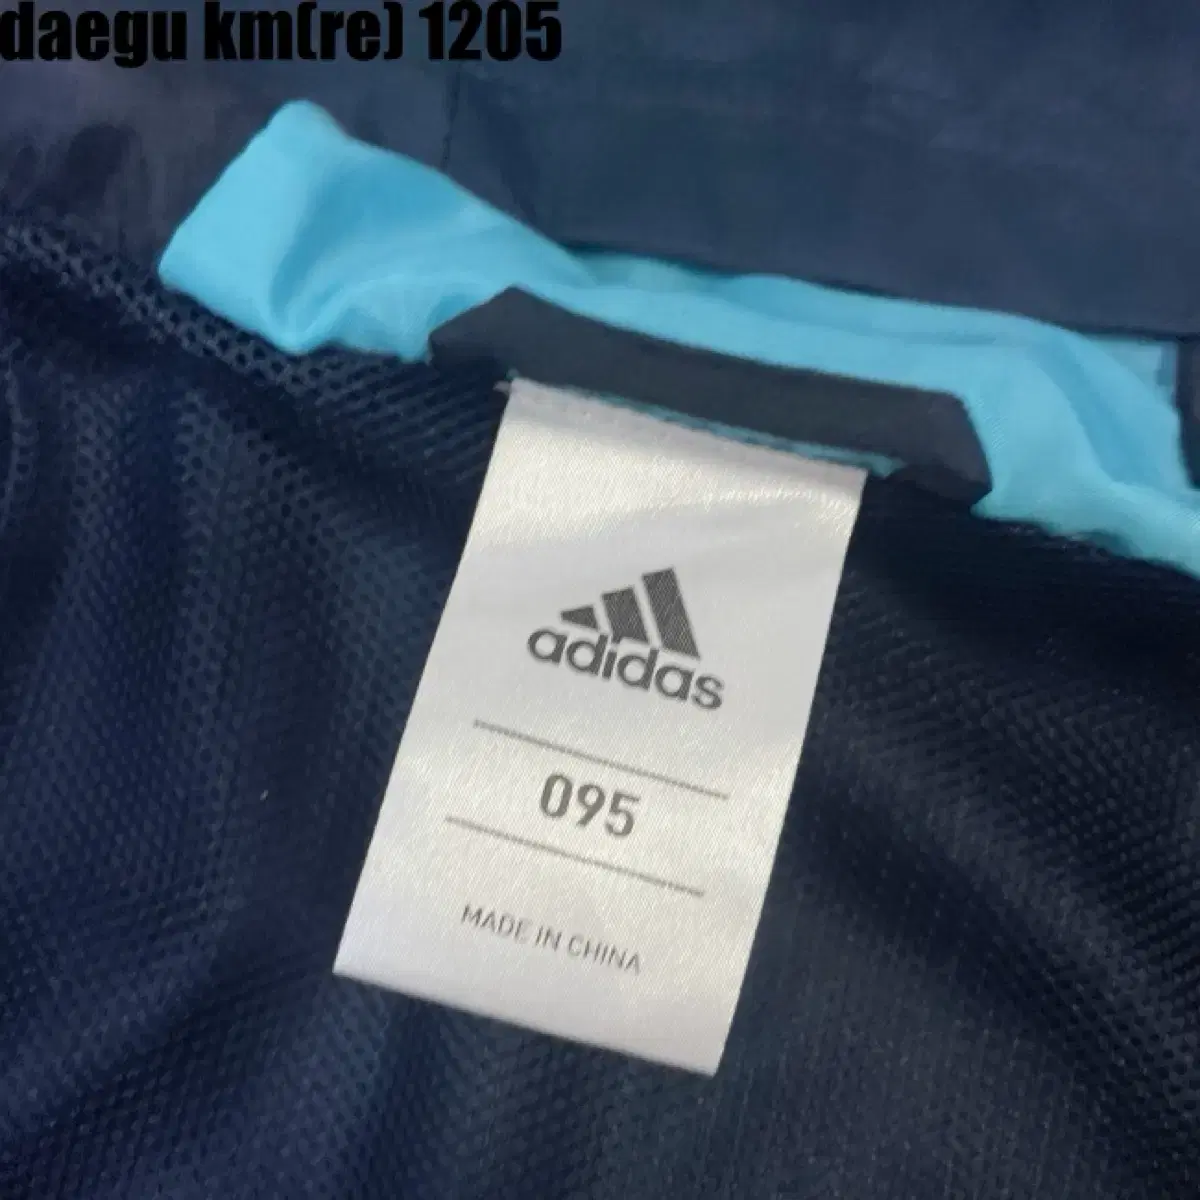 daegu km(re) 1205
adidas
095
MADE IN CHINA